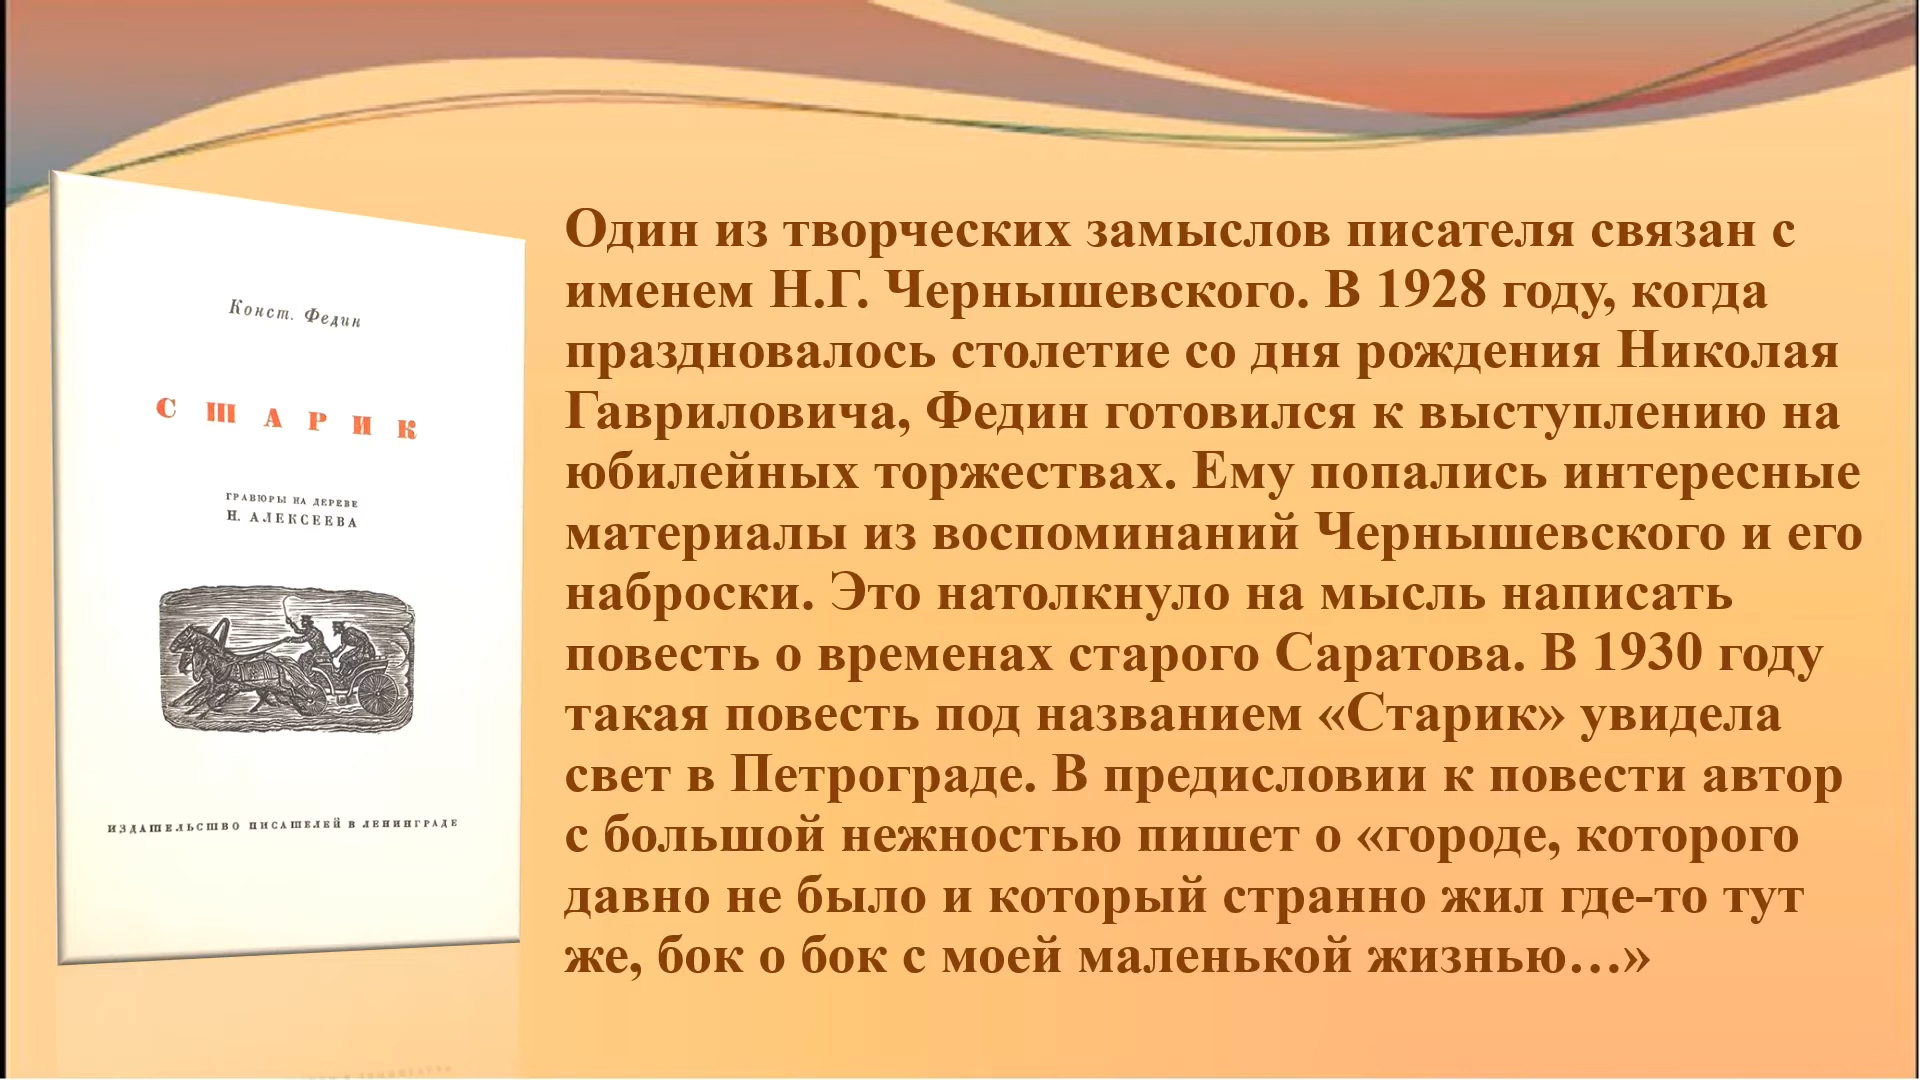 Конст. Федин
СТАРИК
ГРАВЮРЫ НА ДЕРЕВЕ
Н. АЛЕКСЕЕВА
ИЗДАТЕЛЬСТВО ПИСАТЕЛЕЙ В ЛЕНИНГРАДЕ
Один из творческих замыслов писателя связан с
именем Н.Г. Чернышевского. В 1928 году, когда
праздновалось столетие со дня рождения Николая
Гавриловича, Федин готовился к выступлению на
юбилейных торжествах. Ему попались интересные
материалы из воспоминаний Чернышевского и его
наброски. Это натолкнуло на мысль написать
повесть о временах старого Саратова. В 1930 году
такая повесть под названием «Старик» увидела
свет в Петрограде. В предисловии к повести автор
с большой нежностью пишет о «городе, которого
давно не было и который странно жил где-то тут
же, бок о бок с моей маленькой жизнью…»